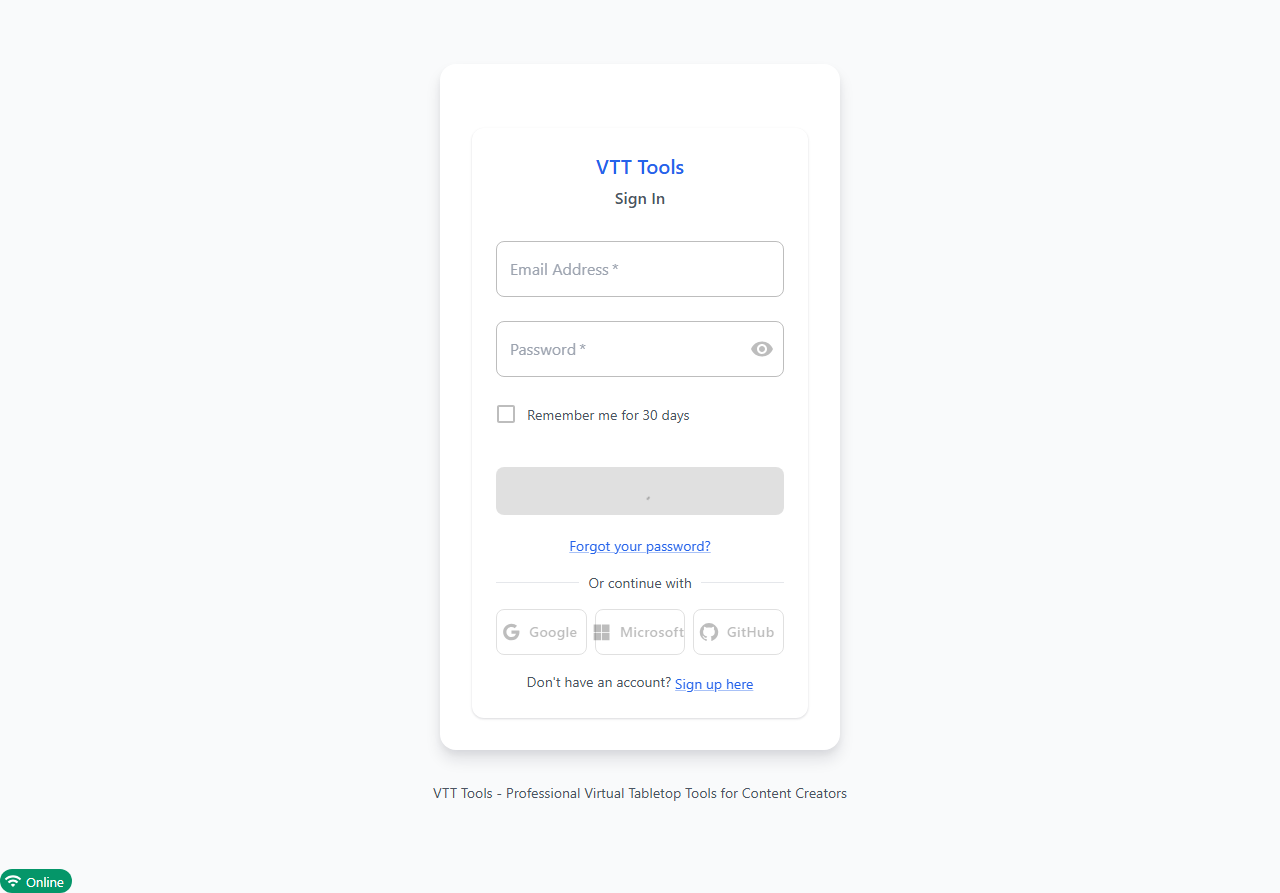 VTT Tools
Sign In
Email Address *
Password *
Remember me for 30 days
Forgot your password?
Or continue with
Google Microsoft GitHub
Don't have an account? Sign up here
VTT Tools - Professional Virtual Tabletop Tools for Content Creators
Online